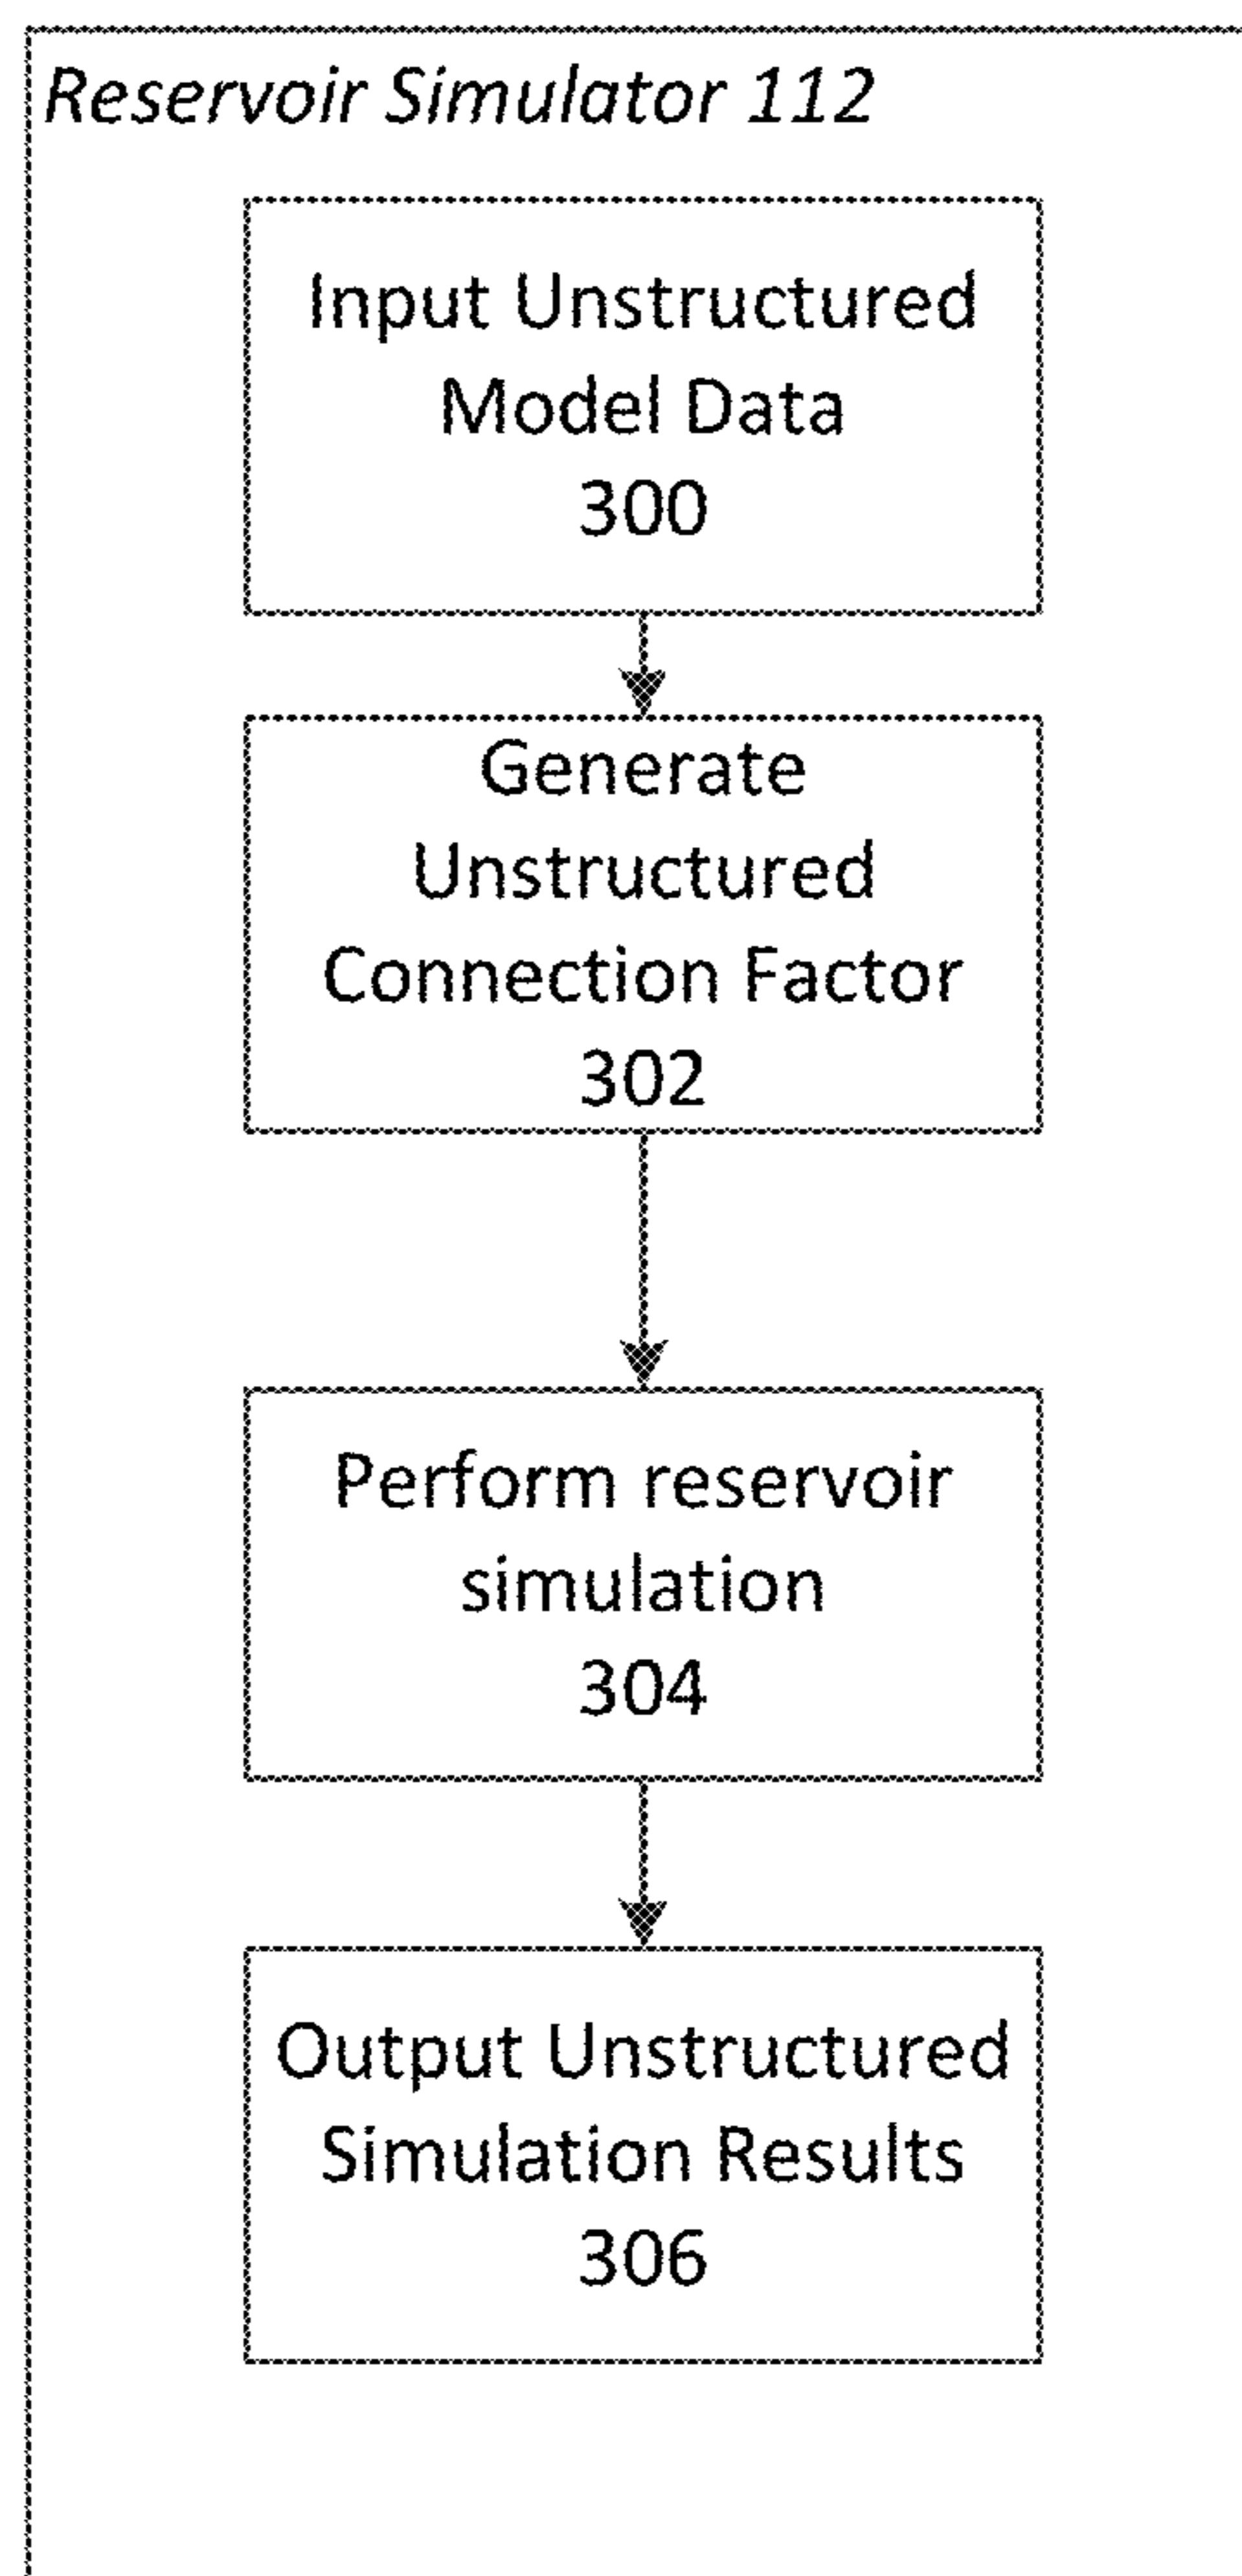 Reservoir Simulator 112
Input Unstructured
Model Data
300
Generate
Unstructured
Connection Factor
302
Perform reservoir
simulation
304
Output Unstructured
Simulation Results
306